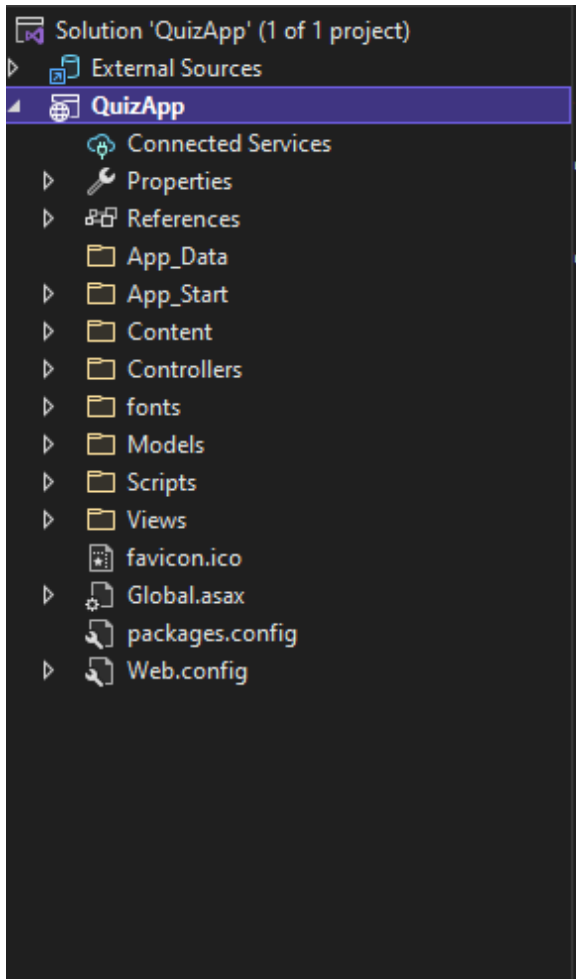 Solution 'QuizApp' (1 of 1 project)
External Sources
QuizApp
Connected Services
Properties
References
App_Data
App_Start
Content
Controllers
fonts
Models
Scripts
Views
favicon.ico
Global.asax
packages.config
Web.config